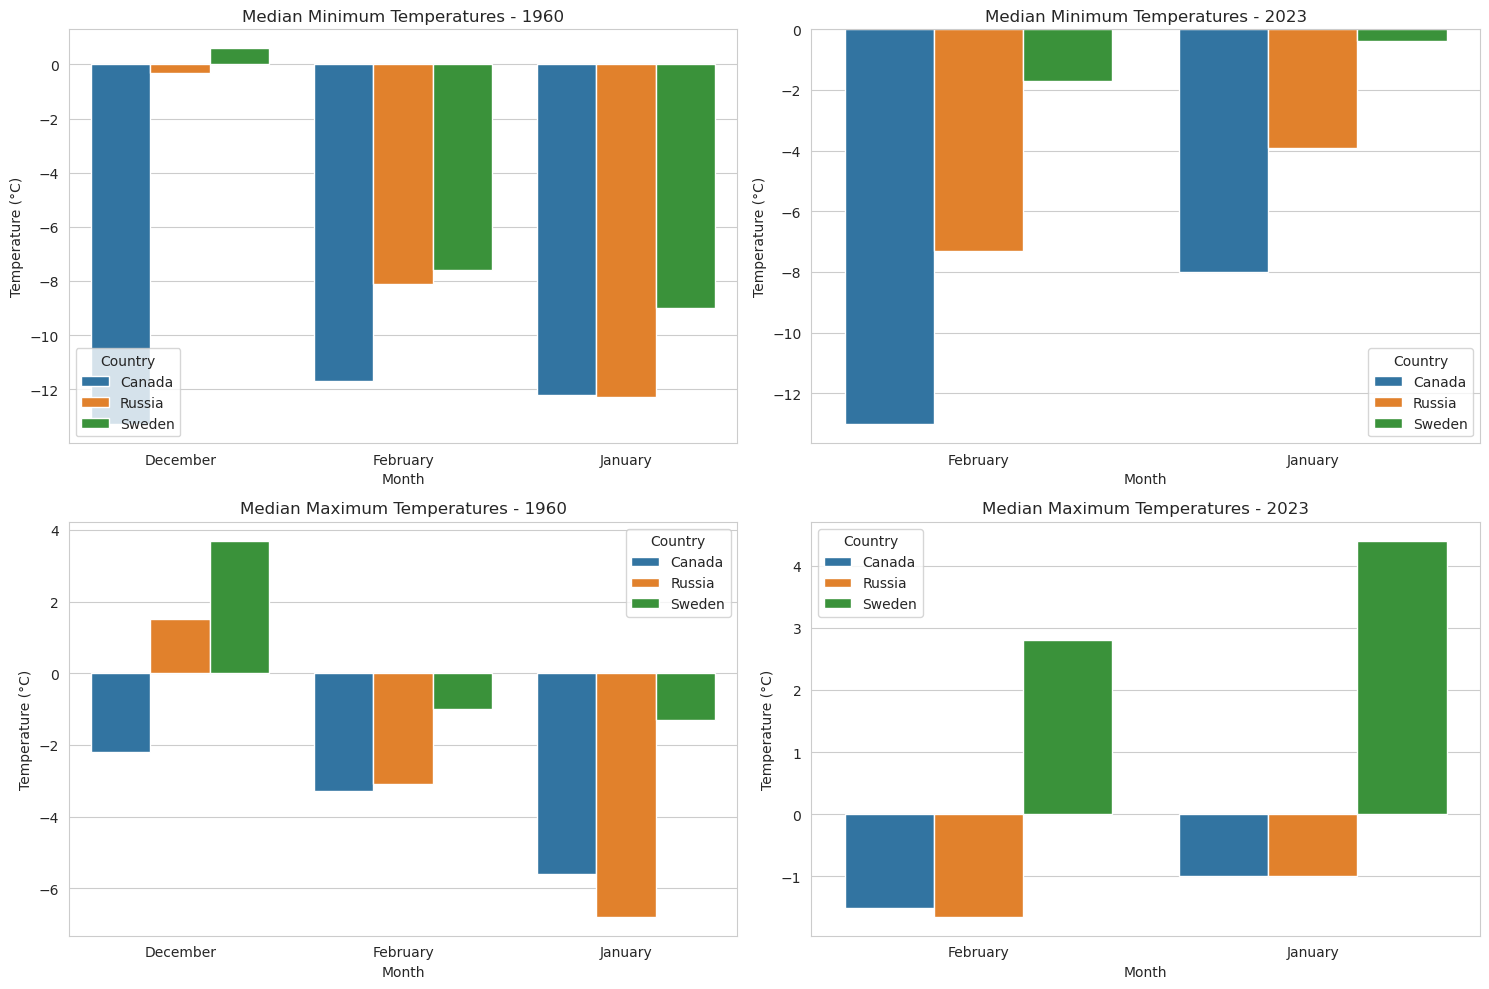 Median Minimum Temperatures - 1960
0
−2
−4
−6
−8
−10
−12
Temperature (°C)
Country
Canada
Russia
Sweden
December February January
Month
Median Minimum Temperatures - 2023
0
−2
−4
−6
−8
−10
−12
Temperature (°C)
Country
Canada
Russia
Sweden
February January
Month
Median Maximum Temperatures - 1960
4
2
0
−2
−4
−6
Temperature (°C)
Country
Canada
Russia
Sweden
December February January
Month
Median Maximum Temperatures - 2023
4
3
2
1
0
−1
Temperature (°C)
Country
Canada
Russia
Sweden
February January
Month